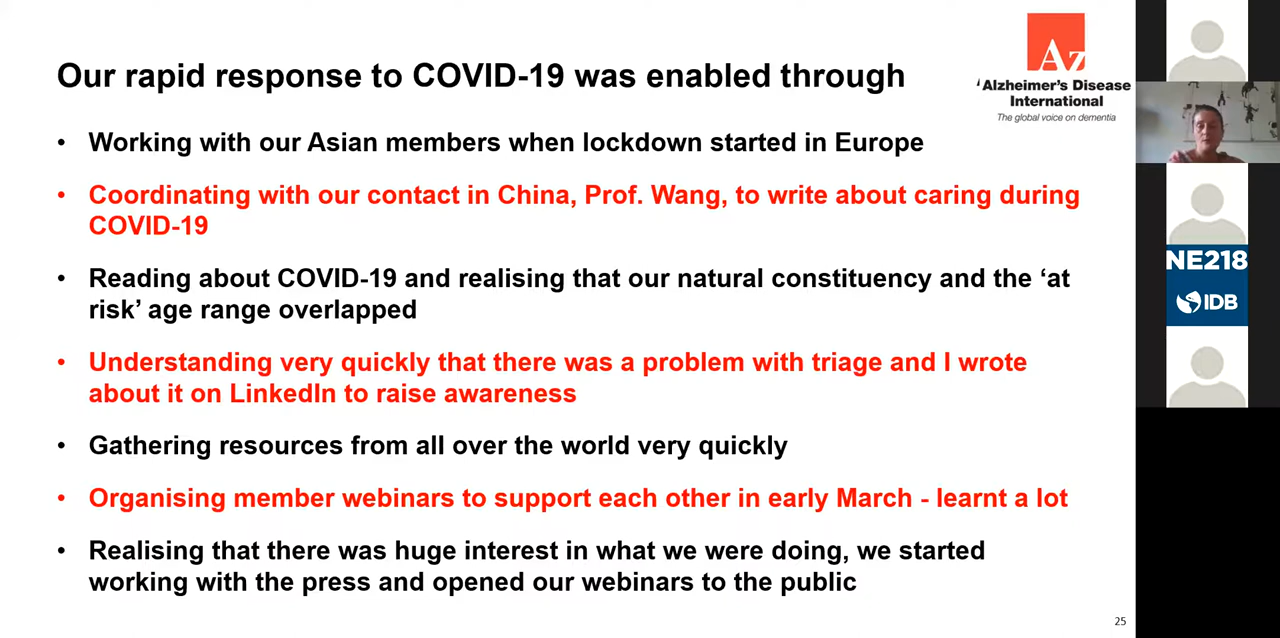 Our rapid response to COVID-19 was enabled through
Az
Alzheimer's Disease
International
The global voice on dementia
• Working with our Asian members when lockdown started in Europe
• Coordinating with our contact in China, Prof. Wang, to write about caring during
COVID-19
• Reading about COVID-19 and realising that our natural constituency and the ‘at
risk’ age range overlapped
• Understanding very quickly that there was a problem with triage and I wrote
about it on LinkedIn to raise awareness
• Gathering resources from all over the world very quickly
• Organising member webinars to support each other in early March - learnt a lot
• Realising that there was huge interest in what we were doing, we started
working with the press and opened our webinars to the public
25
NE218
IDB